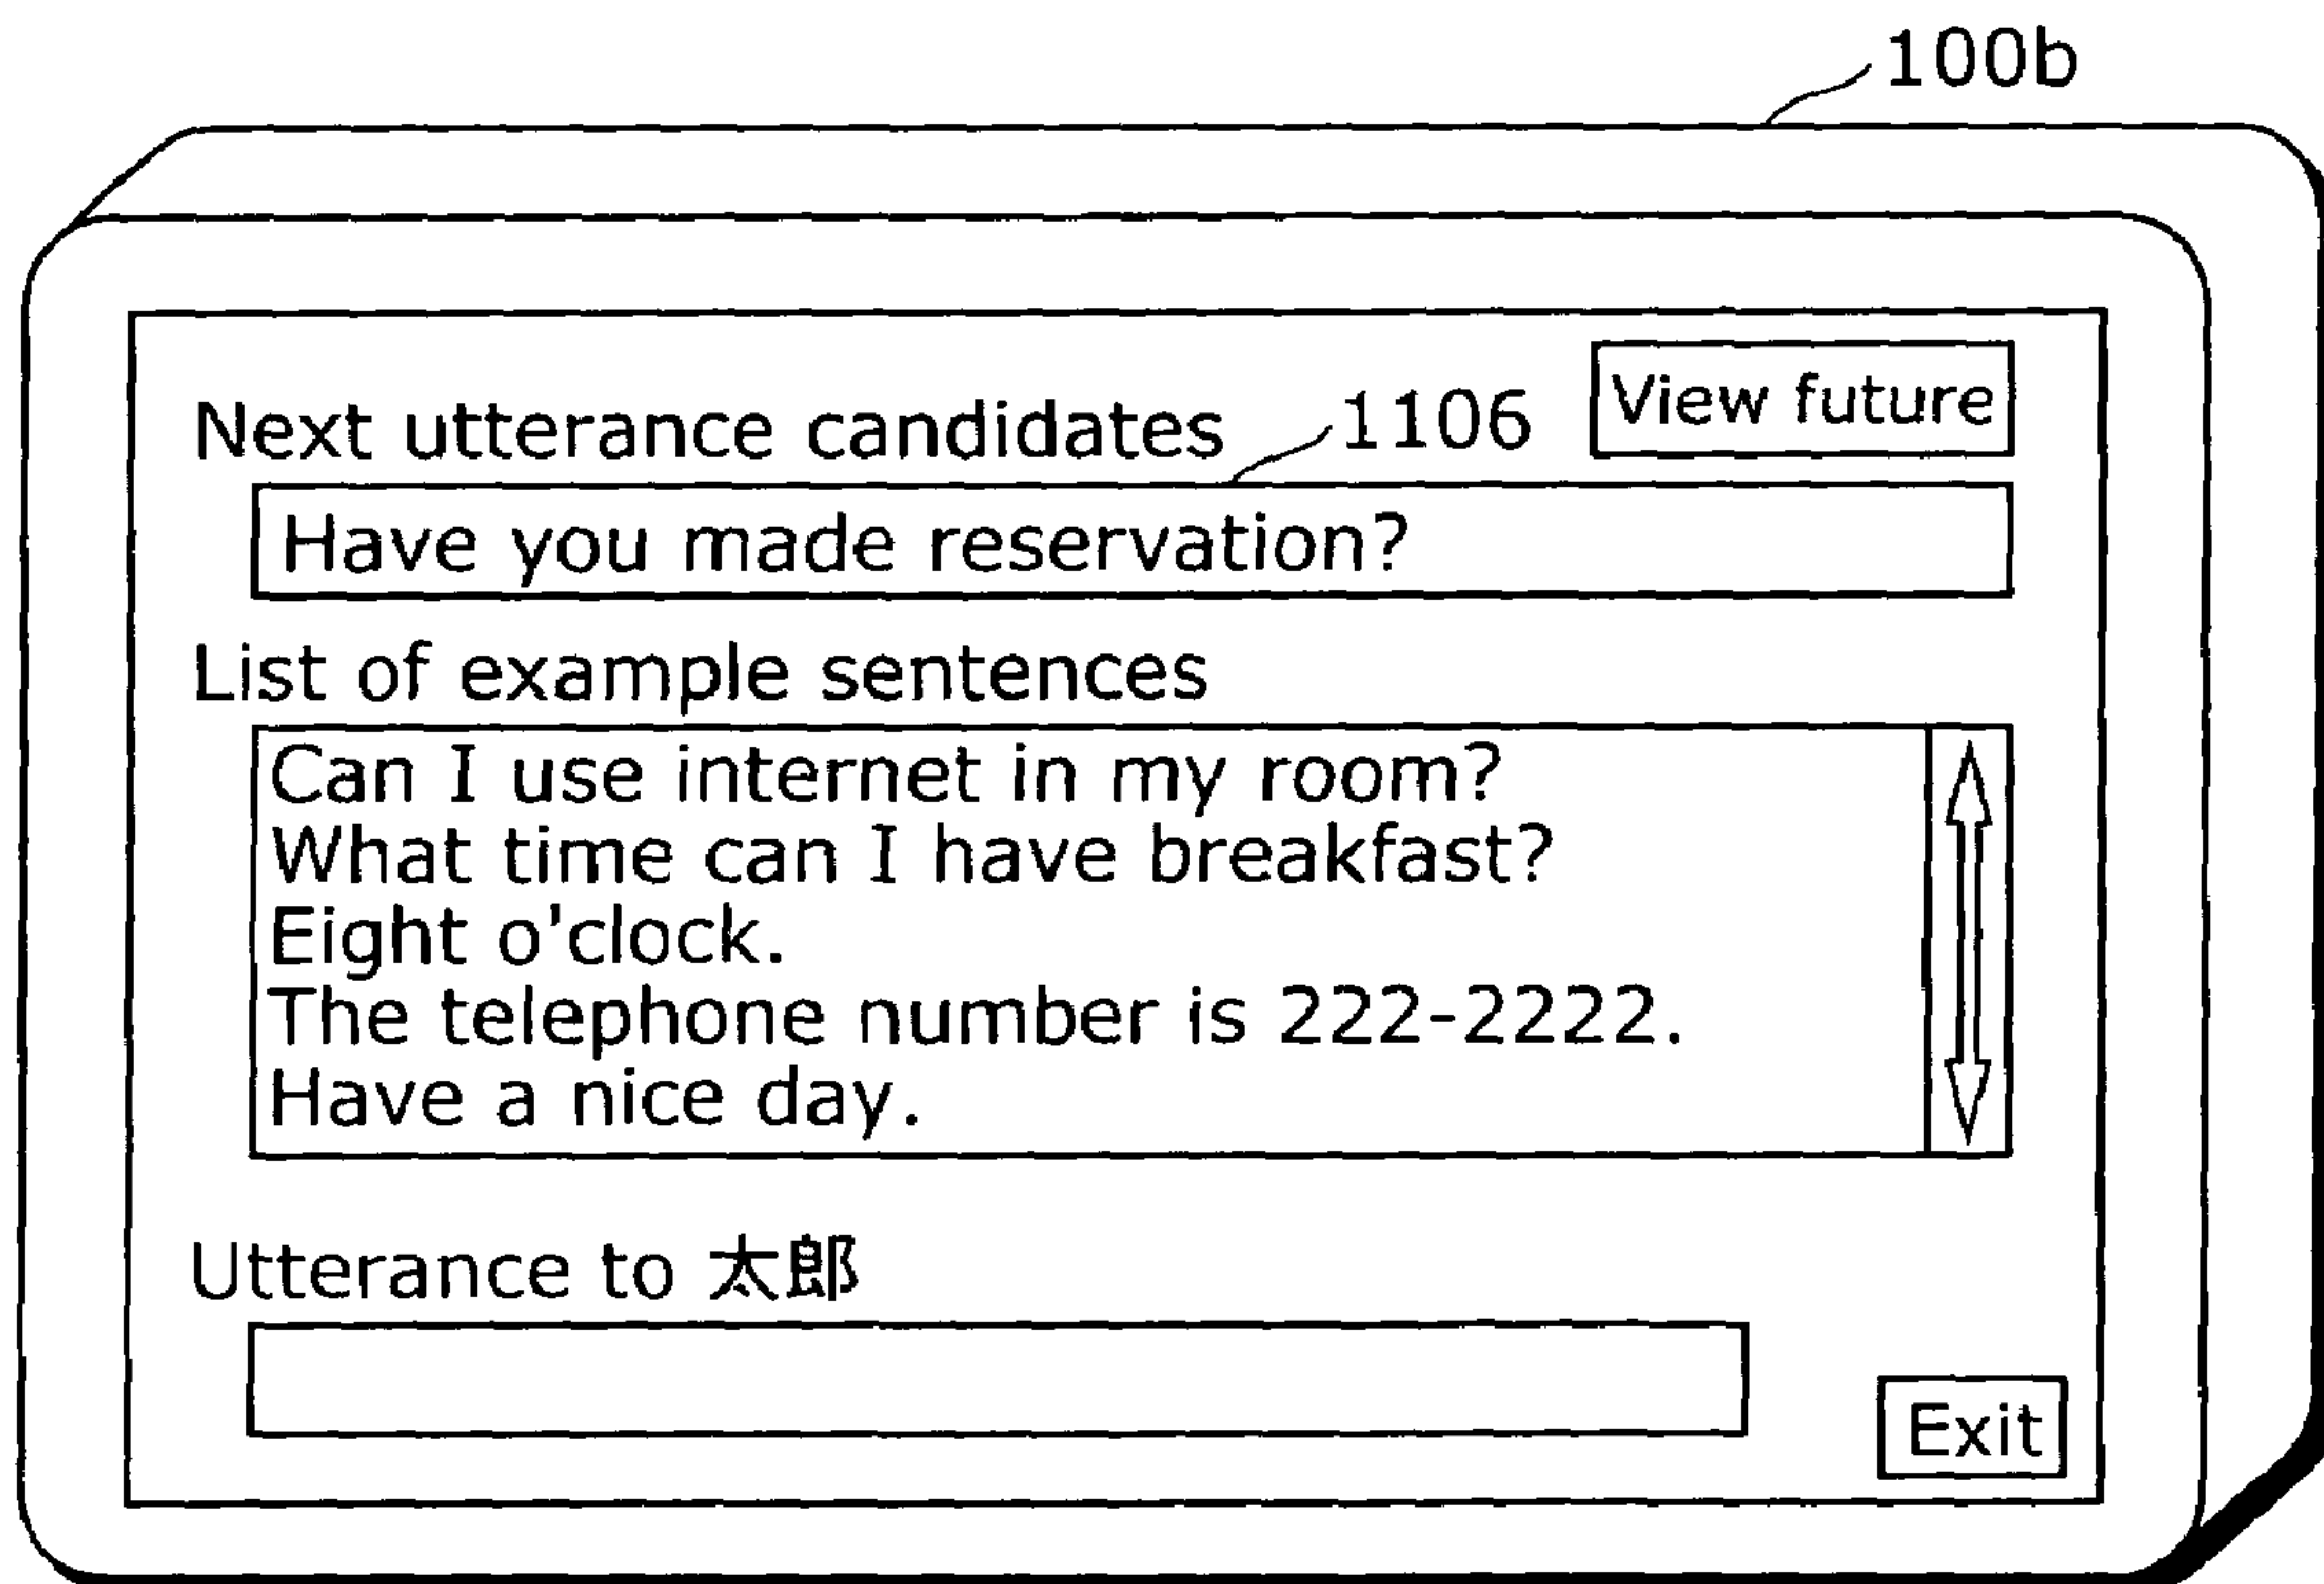 100b
View future
Next utterance candidates
1106
Have you made reservation?
List of example sentences
Can I use internet in my room?
What time can I have breakfast?
Eight o'clock.
The telephone number is 222-2222.
Have a nice day.
Utterance to 太郎
Exit